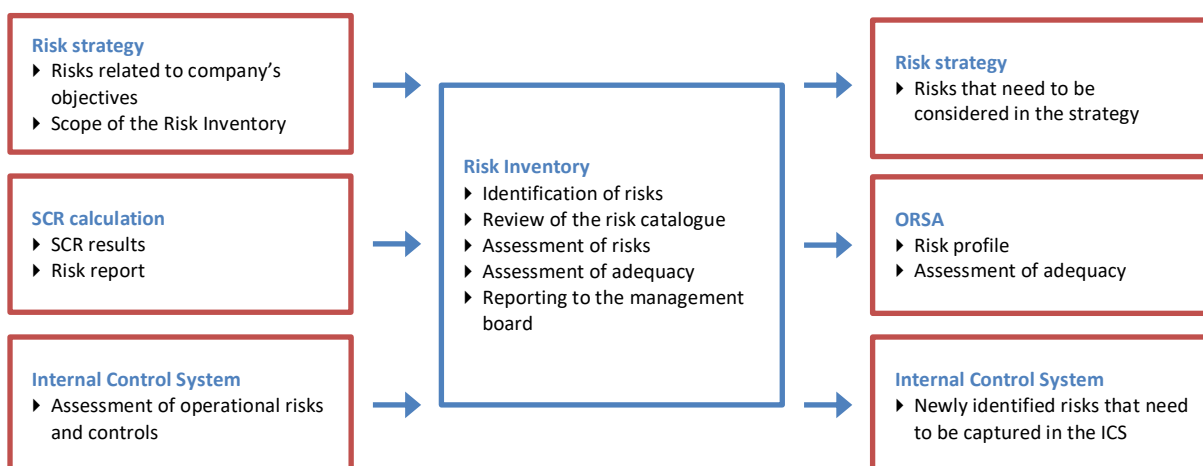 Risk strategy
Risks related to company's
objectives
Scope of the Risk Inventory
SCR calculation
SCR results
Risk report
Internal Control System
Assessment of operational risks
and controls
Risk Inventory
Identification of risks
Review of the risk catalogue
Assessment of risks
Assessment of adequacy
Reporting to the management
board
Risk strategy
Risks that need to be
considered in the strategy
ORSA
Risk profile
Assessment of adequacy
Internal Control System
Newly identified risks that need
to be captured in the ICS